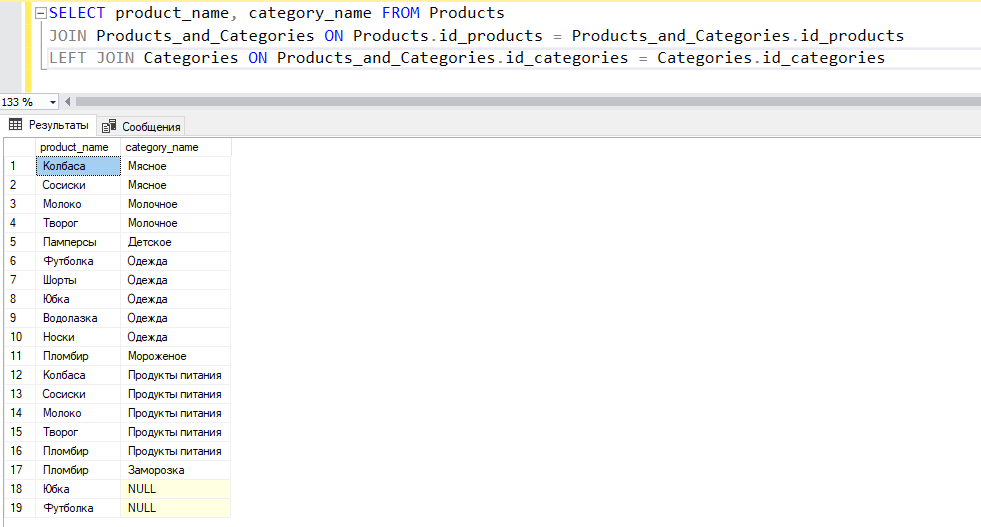 SELECT product_name, category_name FROM Products
JOIN Products_and_Categories ON Products.id_products = Products_and_Categories.id_products
LEFT JOIN Categories ON Products_and_Categories.id_categories = Categories.id_categories
133 %
Результаты Сообщения
product_name category_name
1 Колбаса Мясное
2 Сосиски Мясное
3 Молоко Молочное
4 Творог Молочное
5 Памперсы Детское
6 Футболка Одежда
7 Шорты Одежда
8 Юбка Одежда
9 Водолазка Одежда
10 Носки Одежда
11 Пломбир Мороженое
12 Колбаса Продукты питания
13 Сосиски Продукты питания
14 Молоко Продукты питания
15 Творог Продукты питания
16 Пломбир Продукты питания
17 Пломбир Заморозка
18 Юбка NULL
19 Футболка NULL